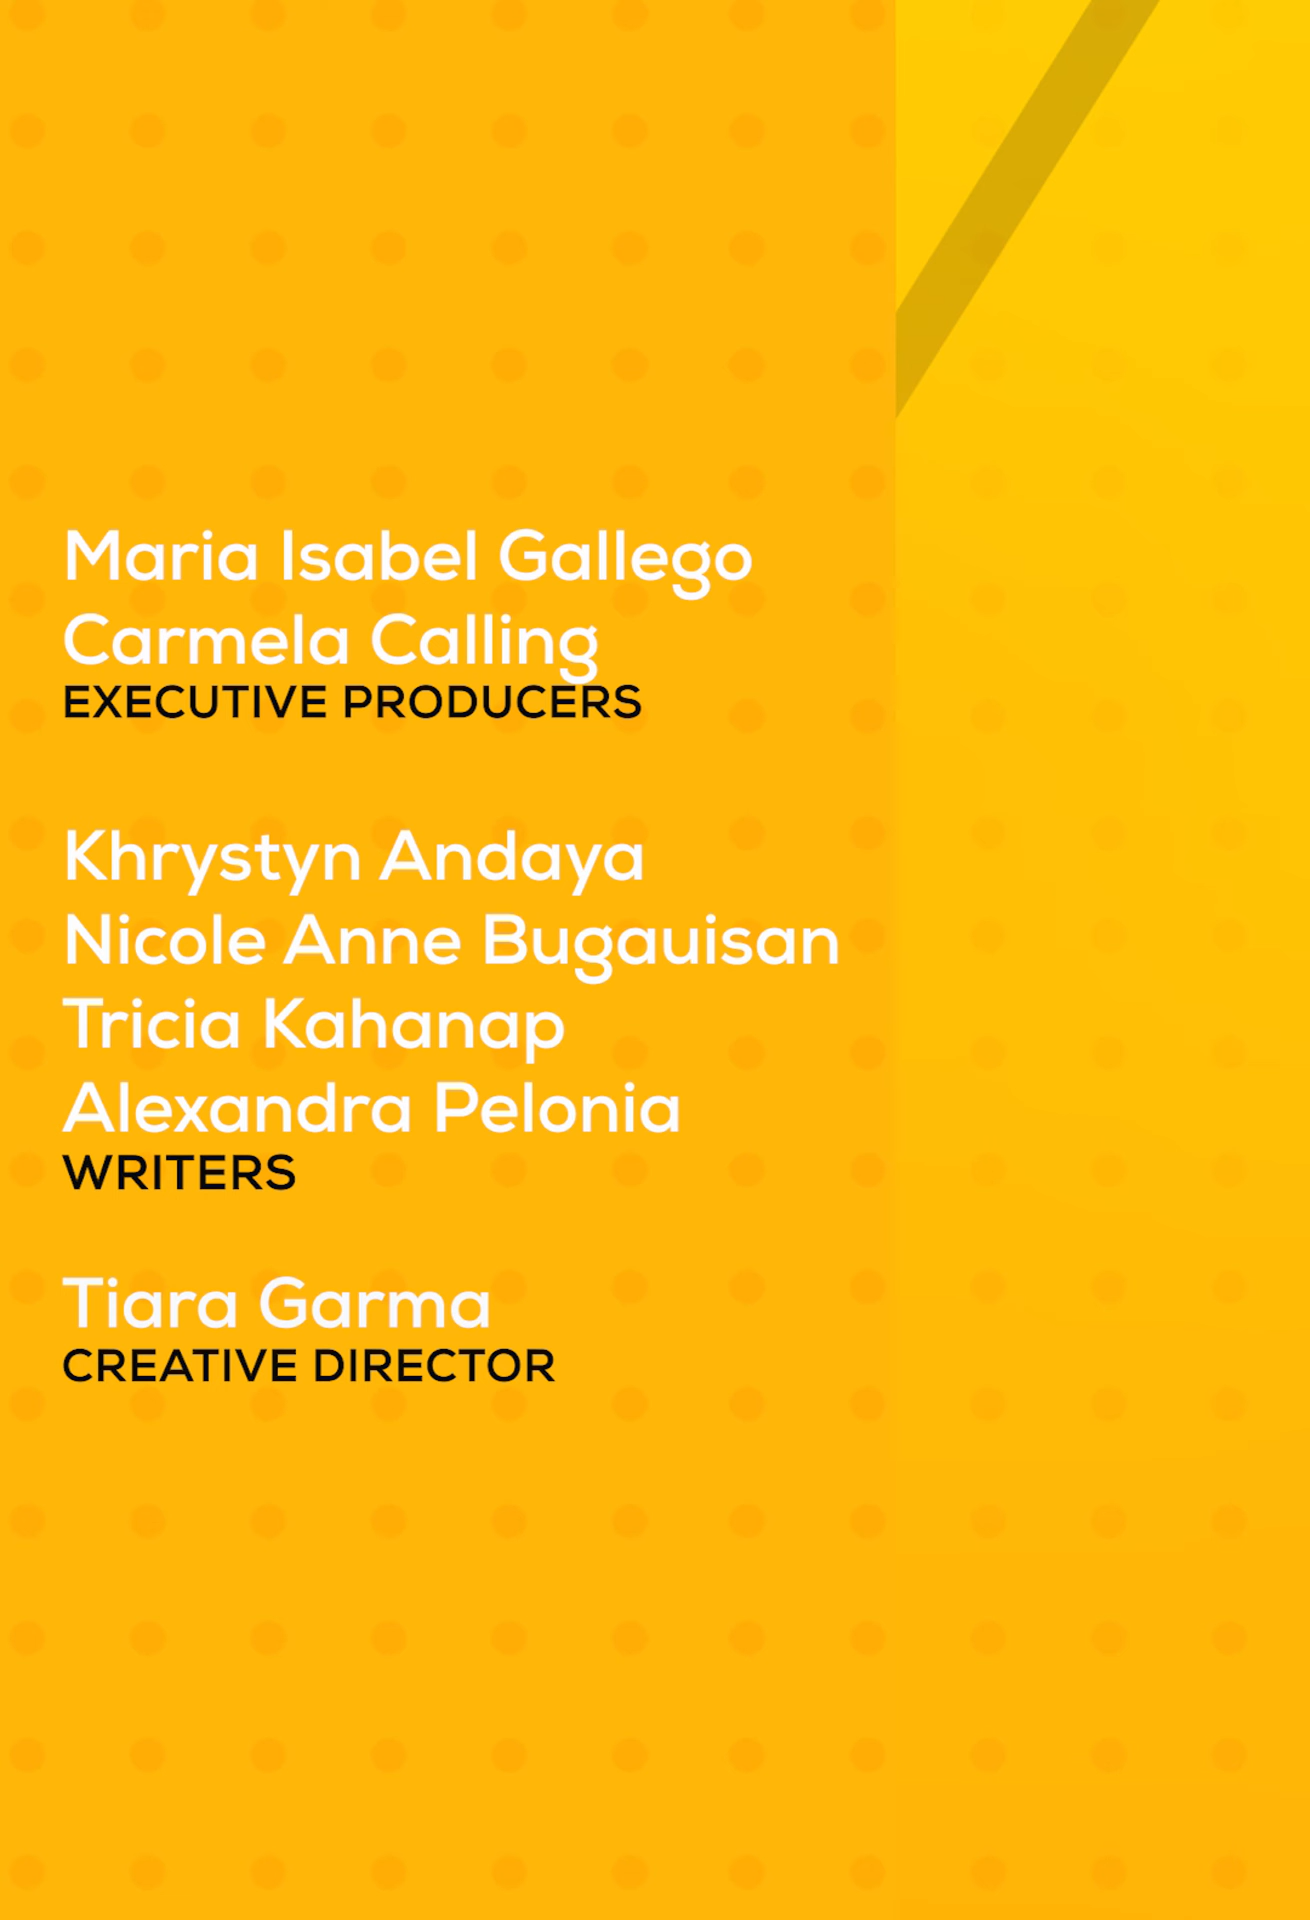 Maria Isabel Gallego
Carmela Calling
EXECUTIVE PRODUCERS
Khrystyn Andaya
Nicole Anne Bugauisan
Tricia Kahanap
Alexandra Pelonia
WRITERS
Tiara Garma
CREATIVE DIRECTOR